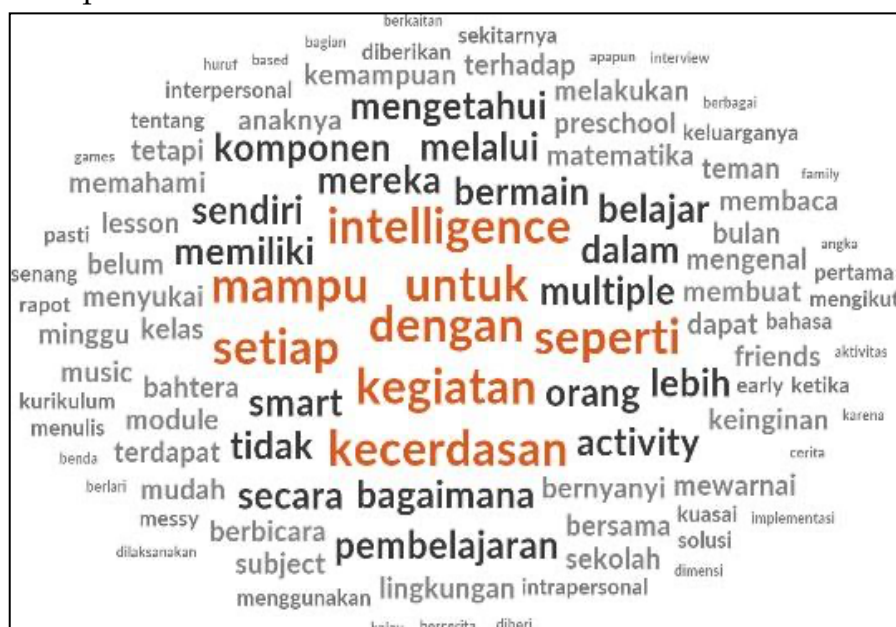 berkaitan
bagian diberikan sekitarnya
huruf based kemampuan terhadap apapun interview
interpersonal mengetahui melakukan berbagai
tentang anaknya preschool keluarganya
games tetapi komponen melalui matematika teman family
memahami mereka bermain membaca
pasti lesson sendiri intelligence belajar bulan angka
senang belum memiliki dalam mengenal pertama
rapot menyukai mampu untuk multiple membuat mengikut
minggu kelas setiap dengan seperti dapat bahasa
music bahtera kegiatan orang lebih friends aktivitas
kurikulum smart early ketika
menulis module tidak kecerdasan activity keinginan karena
benda terdapat cerita
berlari mudah secara bagaimana bernyanyi mewarnai
messy berbicara bersama kuasai implementasi
dilaksanakan subject pembelajaran sekolah solusi
menggunakan lingkungan intrapersonal dimensi
bercerita diberi